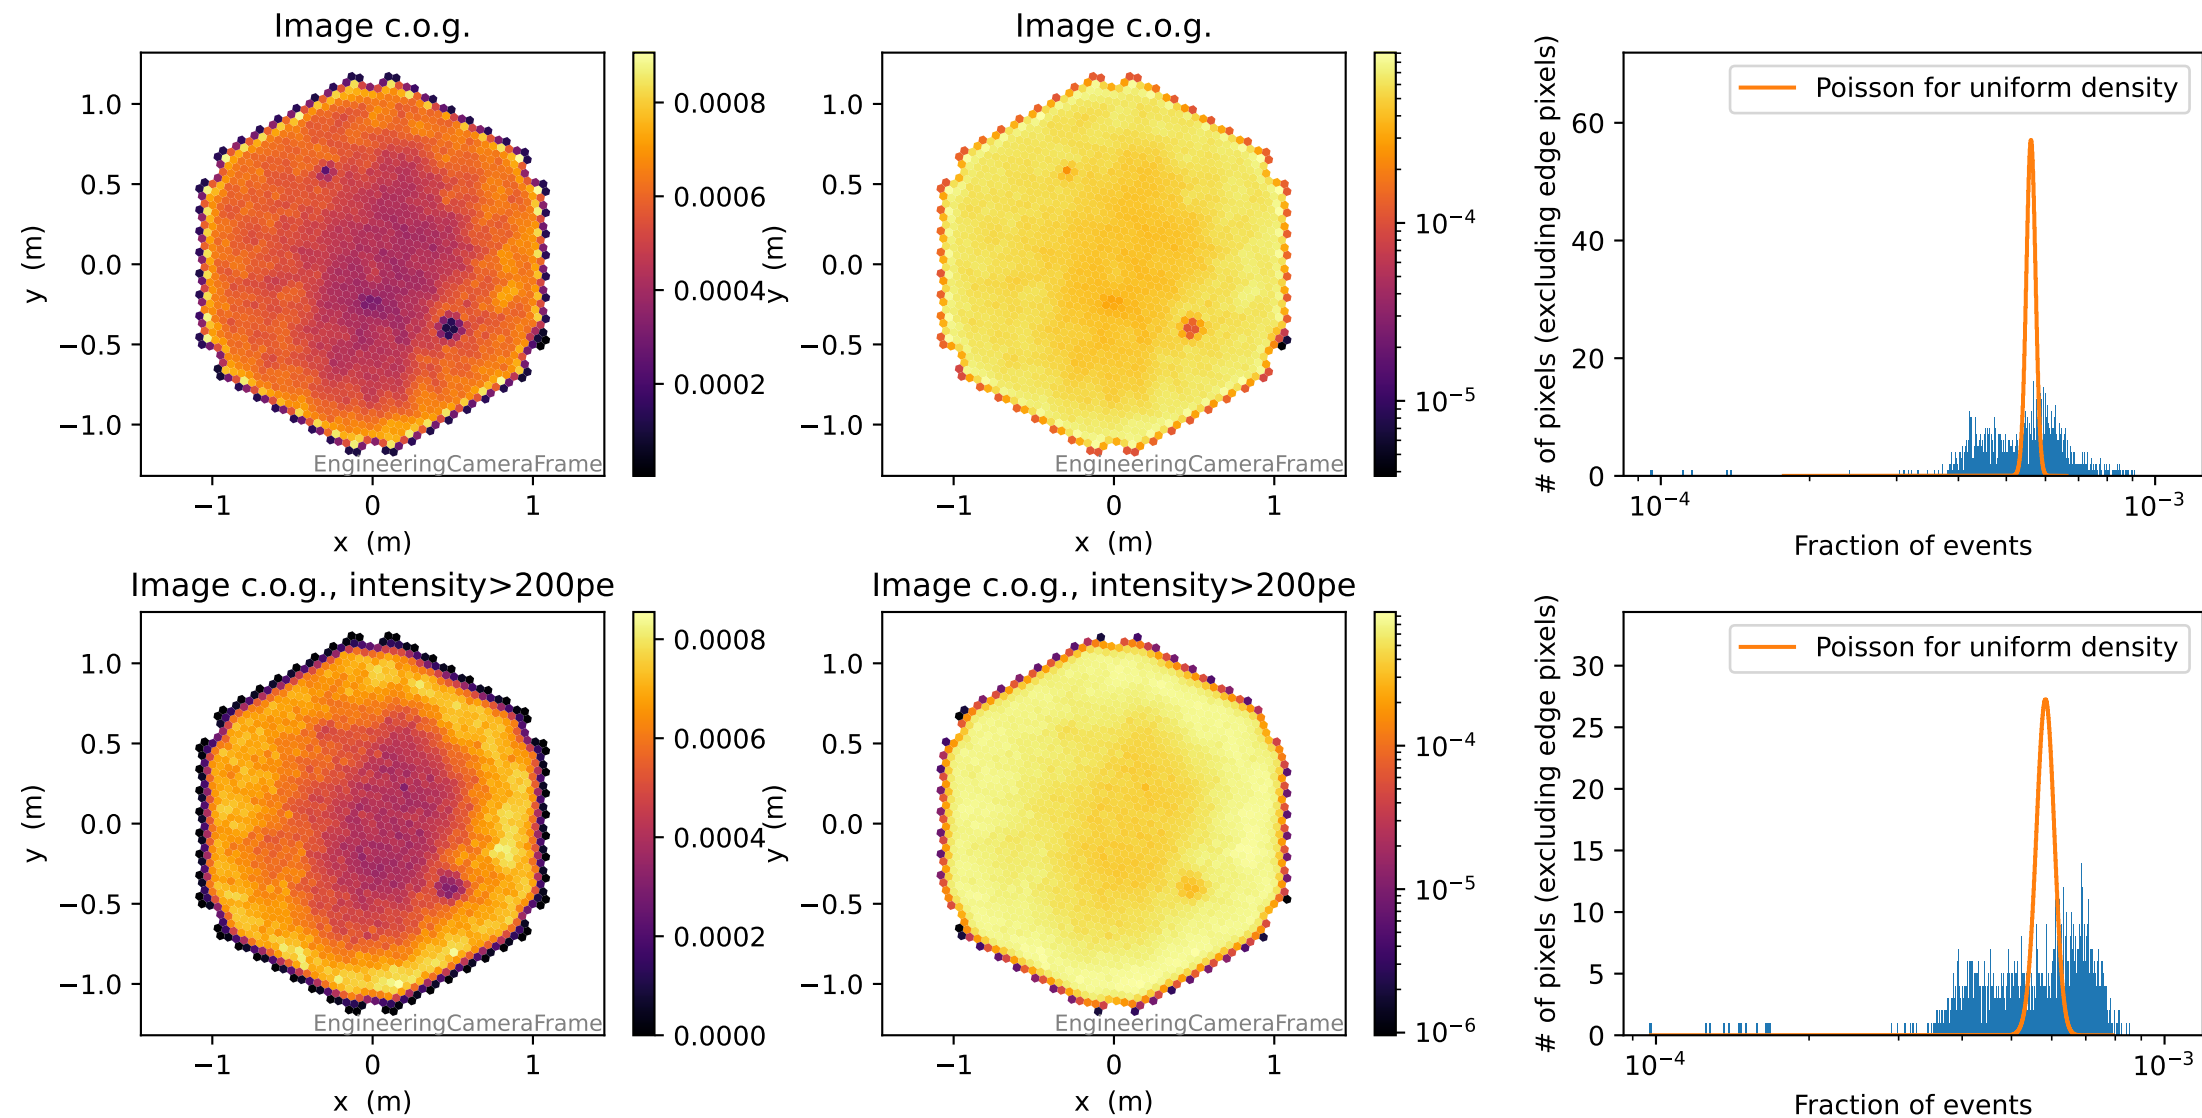 Image c.o.g.
1.0
0.5
0.0
−0.5
−1.0
y (m)
−1
0
1
x (m)
EngineeringCameraFrame
0.0008
0.0006
0.0004
0.0002
Image c.o.g.
1.0
0.5
0.0
−0.5
−1.0
y (m)
−1
0
1
x (m)
EngineeringCameraFrame
10⁻⁴
10⁻⁵
Poisson for uniform density
60
40
20
0
# of pixels (excluding edge pixels)
10⁻⁴
10⁻³
Fraction of events
Image c.o.g., intensity>200pe
1.0
0.5
0.0
−0.5
−1.0
y (m)
−1
0
1
x (m)
EngineeringCameraFrame
0.0008
0.0006
0.0004
0.0002
0.0000
Image c.o.g., intensity>200pe
1.0
0.5
0.0
−0.5
−1.0
y (m)
−1
0
1
x (m)
EngineeringCameraFrame
10⁻⁴
10⁻⁵
10⁻⁶
Poisson for uniform density
30
25
20
15
10
5
0
# of pixels (excluding edge pixels)
10⁻⁴
10⁻³
Fraction of events